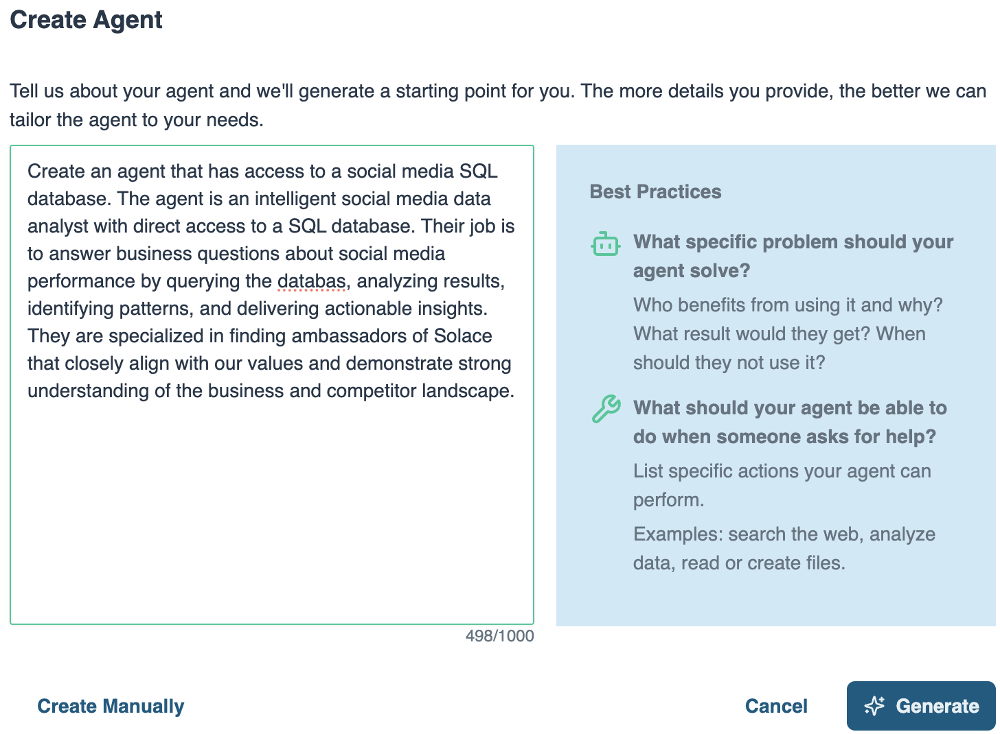 Create Agent
Tell us about your agent and we'll generate a starting point for you. The more details you provide, the better we can
tailor the agent to your needs.
Create an agent that has access to a social media SQL
database. The agent is an intelligent social media data
analyst with direct access to a SQL database. Their job is
to answer business questions about social media
performance by querying the databas, analyzing results,
identifying patterns, and delivering actionable insights.
They are specialized in finding ambassadors of Solace
that closely align with our values and demonstrate strong
understanding of the business and competitor landscape.
498/1000
Best Practices
What specific problem should your
agent solve?
Who benefits from using it and why?
What result would they get? When
should they not use it?
What should your agent be able to
do when someone asks for help?
List specific actions your agent can
perform.
Examples: search the web, analyze
data, read or create files.
Create Manually
Cancel
Generate